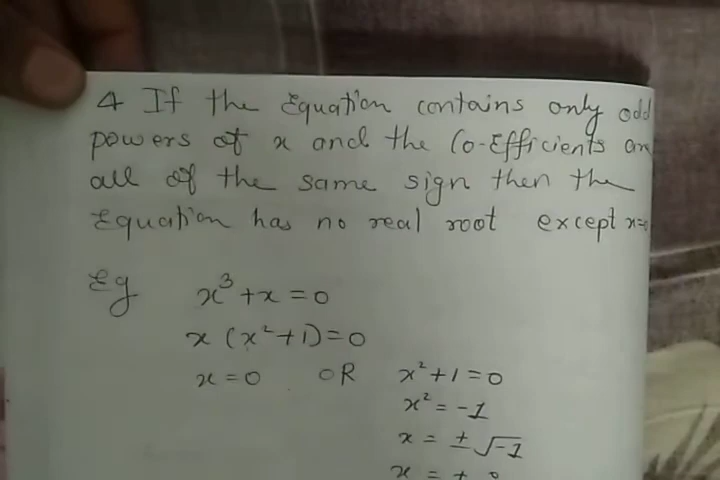 4 If the Equation contains only odd
powers of x and the Co-Efficients are
all of the same sign then the
Equation has no real root except x=0
Eg x³ + x = 0
x (x² + 1) = 0
x = 0 OR x² + 1 = 0
x² = -1
x = ± √-1
x = ±